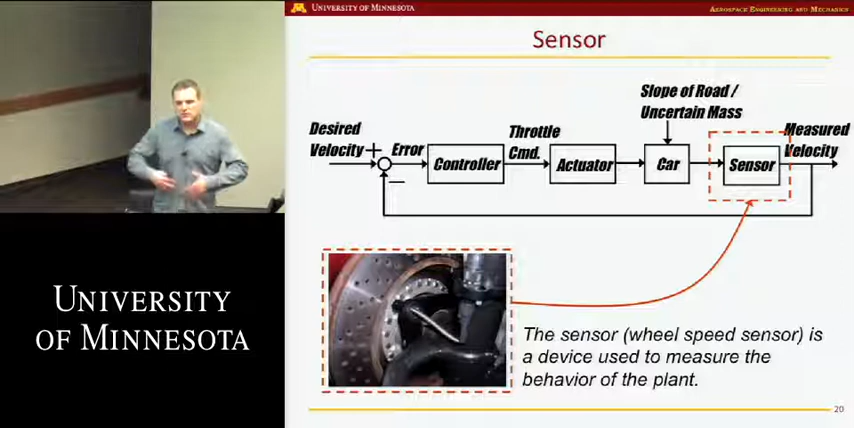 UNIVERSITY OF MINNESOTA
AEROSPACE ENGINEERING AND MECHANICS
Sensor
Slope of Road /
Uncertain Mass
Desired
Velocity
+
Error
Controller
Throttle
Cmd.
Actuator
Car
Sensor
Measured
Velocity
—
UNIVERSITY
OF MINNESOTA
The sensor (wheel speed sensor) is
a device used to measure the
behavior of the plant.
20